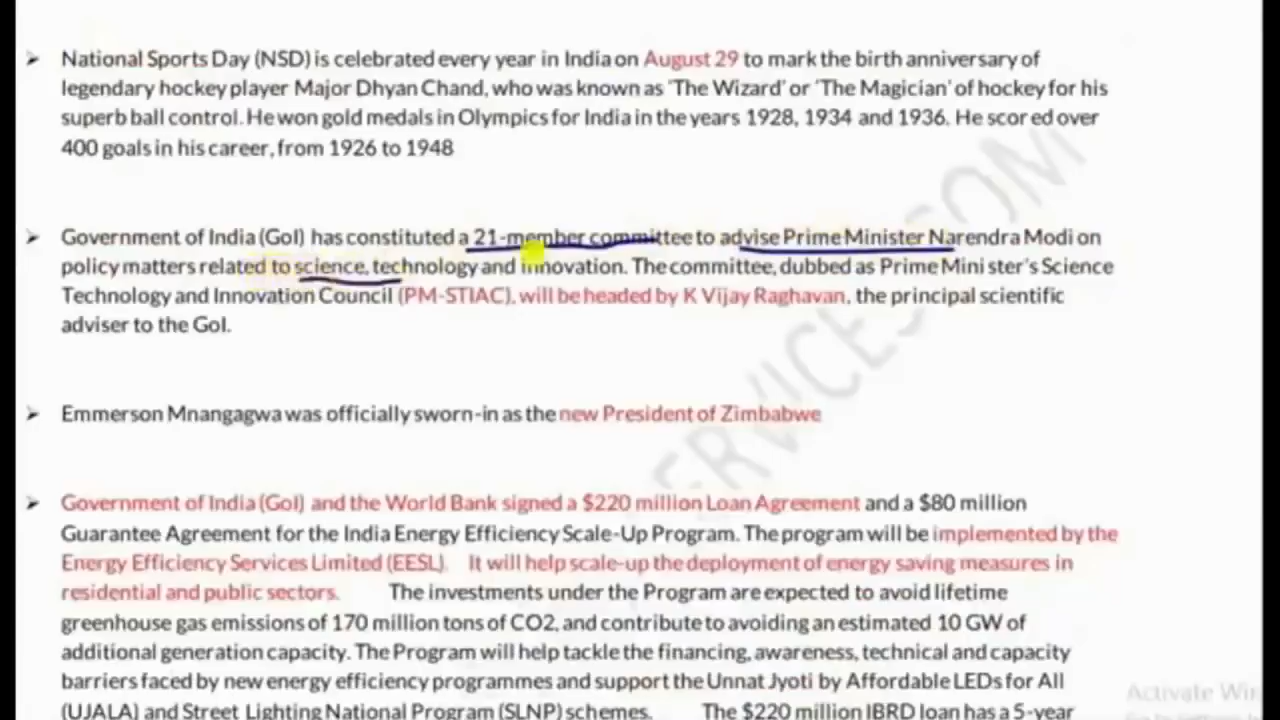 National Sports Day (NSD) is celebrated every year in India on August 29 to mark the birth anniversary of
legendary hockey player Major Dhyan Chand, who was known as 'The Wizard' or 'The Magician' of hockey for his
superb ball control. He won gold medals in Olympics for India in the years 1928, 1934 and 1936. He scored over
400 goals in his career, from 1926 to 1948
Government of India (GoI) has constituted a 21-member committee to advise Prime Minister Narendra Modi on
policy matters related to science, technology and innovation. The committee, dubbed as Prime Minister's Science
Technology and Innovation Council (PM-STIAC), will be headed by K Vijay Raghavan, the principal scientific
adviser to the GoI.
Emmerson Mnangagwa was officially sworn-in as the new President of Zimbabwe
Government of India (GoI) and the World Bank signed a $220 million Loan Agreement and a $80 million
Guarantee Agreement for the India Energy Efficiency Scale-Up Program. The program will be implemented by the
Energy Efficiency Services Limited (EESL). It will help scale-up the deployment of energy saving measures in
residential and public sectors. The investments under the Program are expected to avoid lifetime
greenhouse gas emissions of 170 million tons of CO2, and contribute to avoiding an estimated 10 GW of
additional generation capacity. The Program will help tackle the financing, awareness, technical and capacity
barriers faced by new energy efficiency programmes and support the Unnat Jyoti by Affordable LEDs for All
(UJALA) and Street Lighting National Program (SLNP) schemes. The $220 million IBRD loan has a 5-year
ERVICES.COM
Activate Win